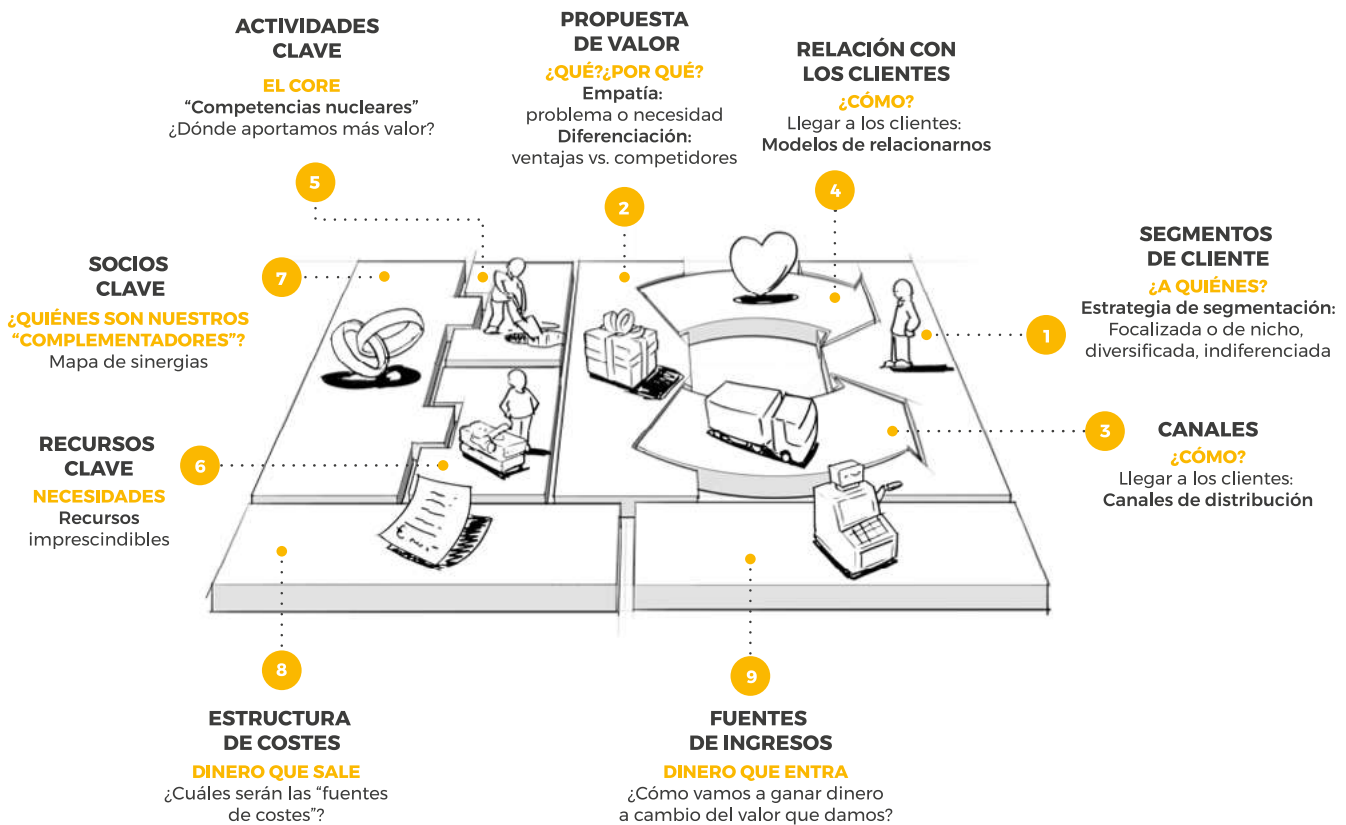 ACTIVIDADES
CLAVE
EL CORE
“Competencias nucleares”
¿Dónde aportamos más valor?
5
PROPUESTA
DE VALOR
¿QUÉ?¿POR QUÉ?
Empatía:
problema o necesidad
Diferenciación:
ventajas vs. competidores
2
RELACIÓN CON
LOS CLIENTES
¿CÓMO?
Llegar a los clientes:
Modelos de relacionarnos
4
SOCIOS
CLAVE
¿QUIÉNES SON NUESTROS
“COMPLEMENTADORES”?
Mapa de sinergias
7
SEGMENTOS
DE CLIENTE
¿A QUIÉNES?
Estrategia de segmentación:
Focalizada o de nicho,
diversificada, indiferenciada
1
RECURSOS
CLAVE
NECESIDADES
Recursos
imprescindibles
6
CANALES
¿CÓMO?
Llegar a los clientes:
Canales de distribución
3
8
ESTRUCTURA
DE COSTES
DINERO QUE SALE
¿Cuáles serán las “fuentes
de costes”?
9
FUENTES
DE INGRESOS
DINERO QUE ENTRA
¿Cómo vamos a ganar dinero
a cambio del valor que damos?